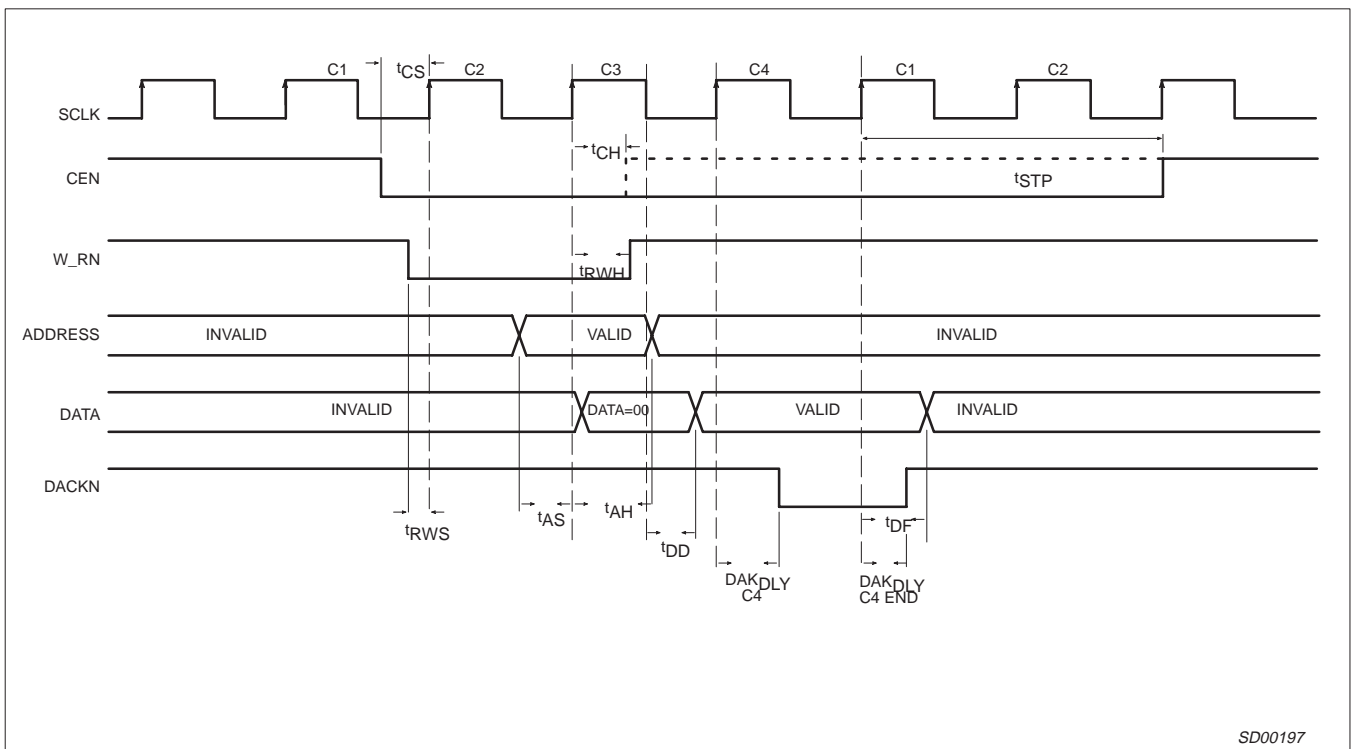 C1
tCS
C2
C3
C4
C1
C2
SCLK
tCH
CEN
tSTP
W_RN
tRWH
ADDRESS
INVALID
VALID
INVALID
DATA
INVALID
DATA=00
VALID
INVALID
DACKN
tRWS
tAS
tAH
tDD
tDF
DAKDLY
C4
DAKDLY
C4 END
SD00197